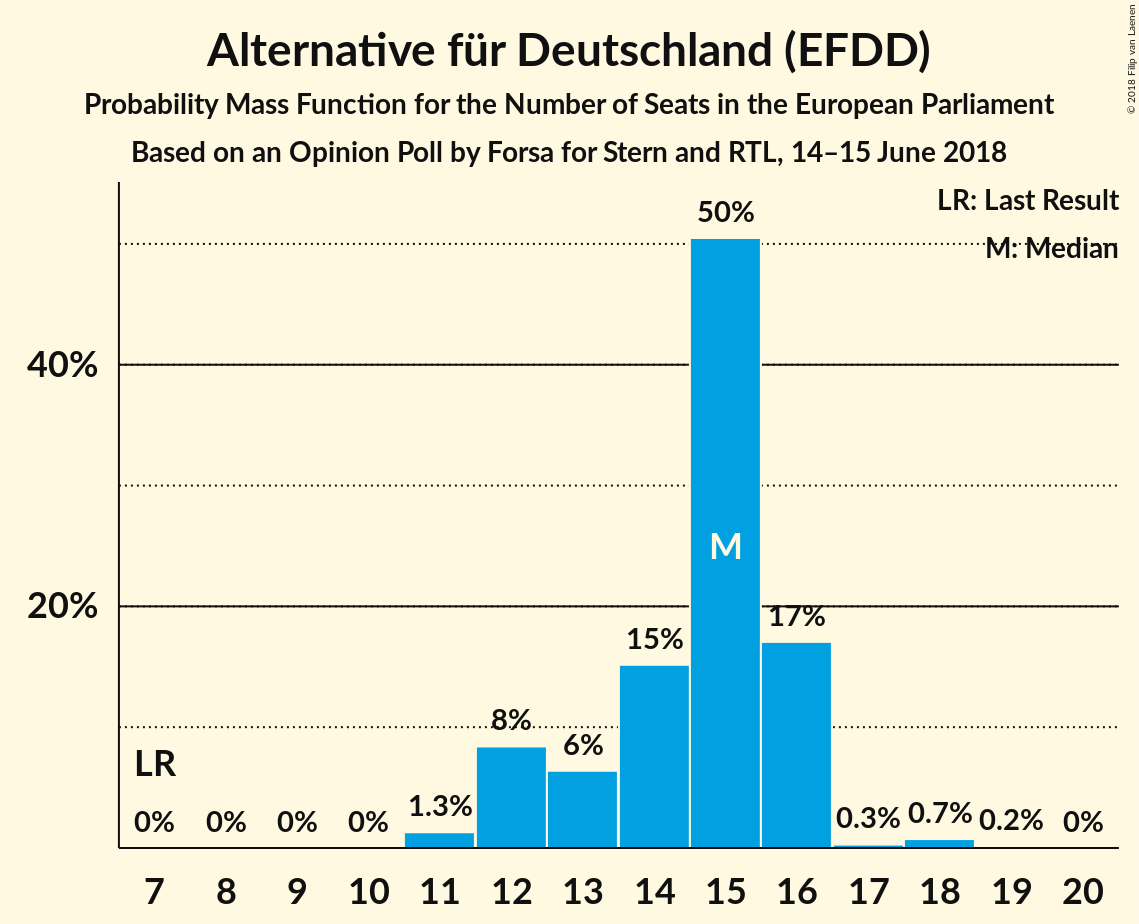 Alternative für Deutschland (EFDD)
Probability Mass Function for the Number of Seats in the European Parliament
Based on an Opinion Poll by Forsa for Stern and RTL, 14–15 June 2018
© 2018 Filip van Laenen
LR: Last Result
M: Median
50%
40%
20%
M
17%
15%
8%
6%
LR
0% 0% 0% 0% 1.3% 0.3% 0.7% 0.2% 0%
7 8 9 10 11 12 13 14 15 16 17 18 19 20